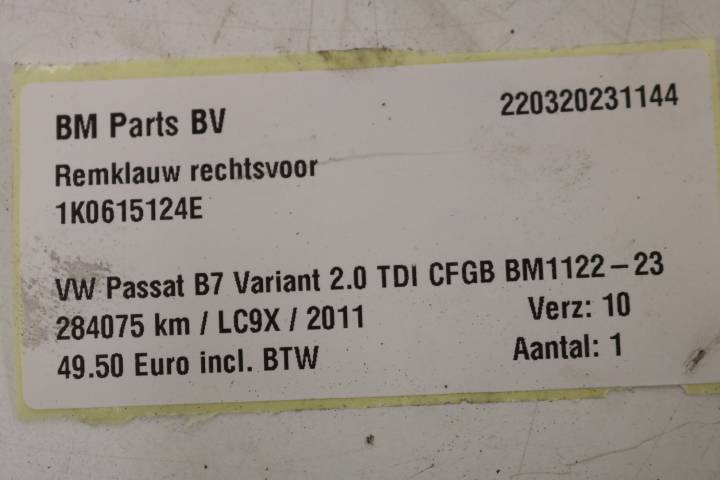 BM Parts BV 220320231144
Remklauw rechtsvoor
1K0615124E
VW Passat B7 Variant 2.0 TDI CFGB BM1122-23
284075 km / LC9X / 2011 Verz: 10
49.50 Euro incl. BTW Aantal: 1